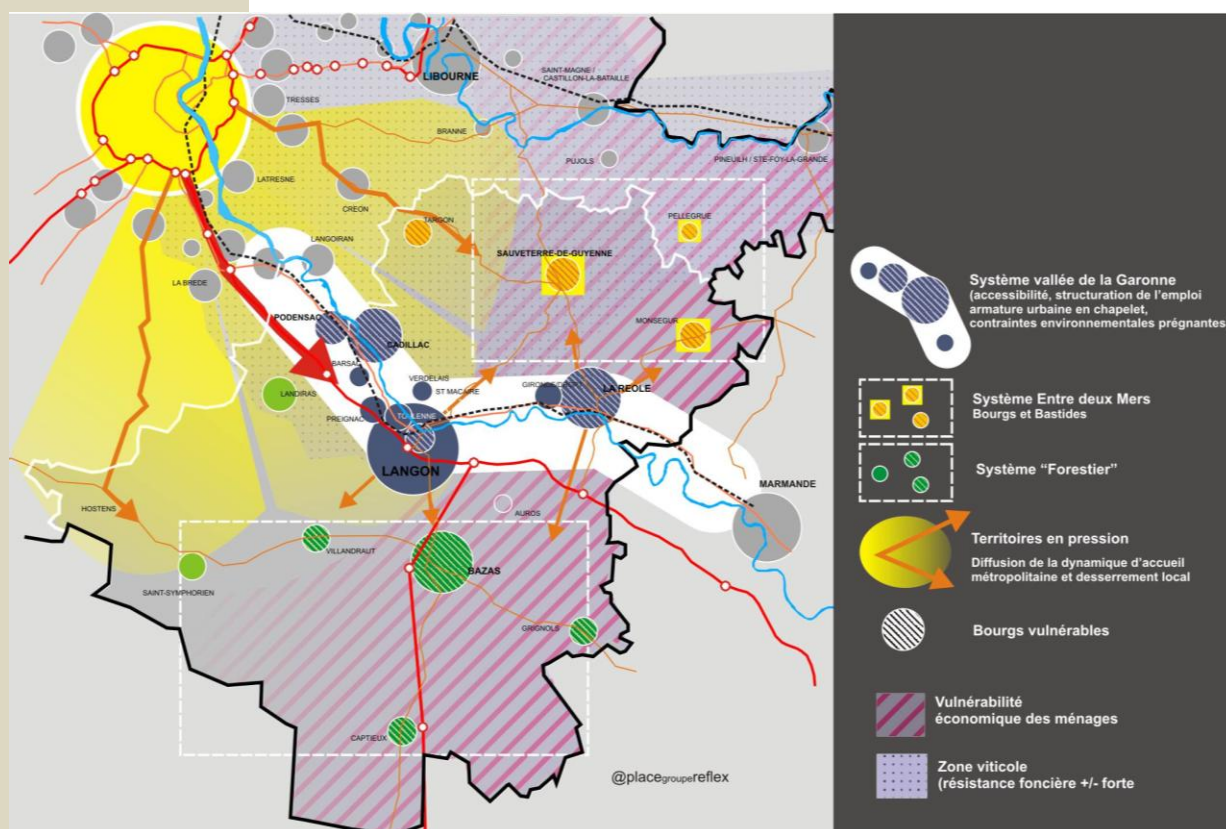 LIBOURNE
SAINT-MAGNE /
CASTILLON-LA-BATAILLE
TRESSES
BRANNE
PUJOLS
PINEUILH / STE-FOY-LA-GRANDE
LATRESNE
CREON
TARGON
PELLEGRUE
LANGOIRAN
SAUVETERRE-DE-GUYENNE
LA BREDE
PODENSAC
CADILLAC
MONSEGUR
BARSAC
VERDELAIS
ST MACAIRE
GIRONDE/DROPT
LA REOLE
LANDIRAS
PREIGNAC
TOULENNE
LANGON
MARMANDE
HOSTENS
AUROS
VILLANDRAUT
BAZAS
SAINT-SYMPHORIEN
GRIGNOLS
CAPTIEUX
@placegroupereflex
Système vallée de la Garonne
(accessibilité, structuration de l'emploi
armature urbaine en chapelet,
contraintes environnementales prégnantes
Système Entre deux Mers
Bourgs et Bastides
Système "Forestier"
Territoires en pression
Diffusion de la dynamique d'accueil
métropolitaine et desserrement local
Bourgs vulnérables
Vulnérabilité
économique des ménages
Zone viticole
(résistance foncière +/- forte